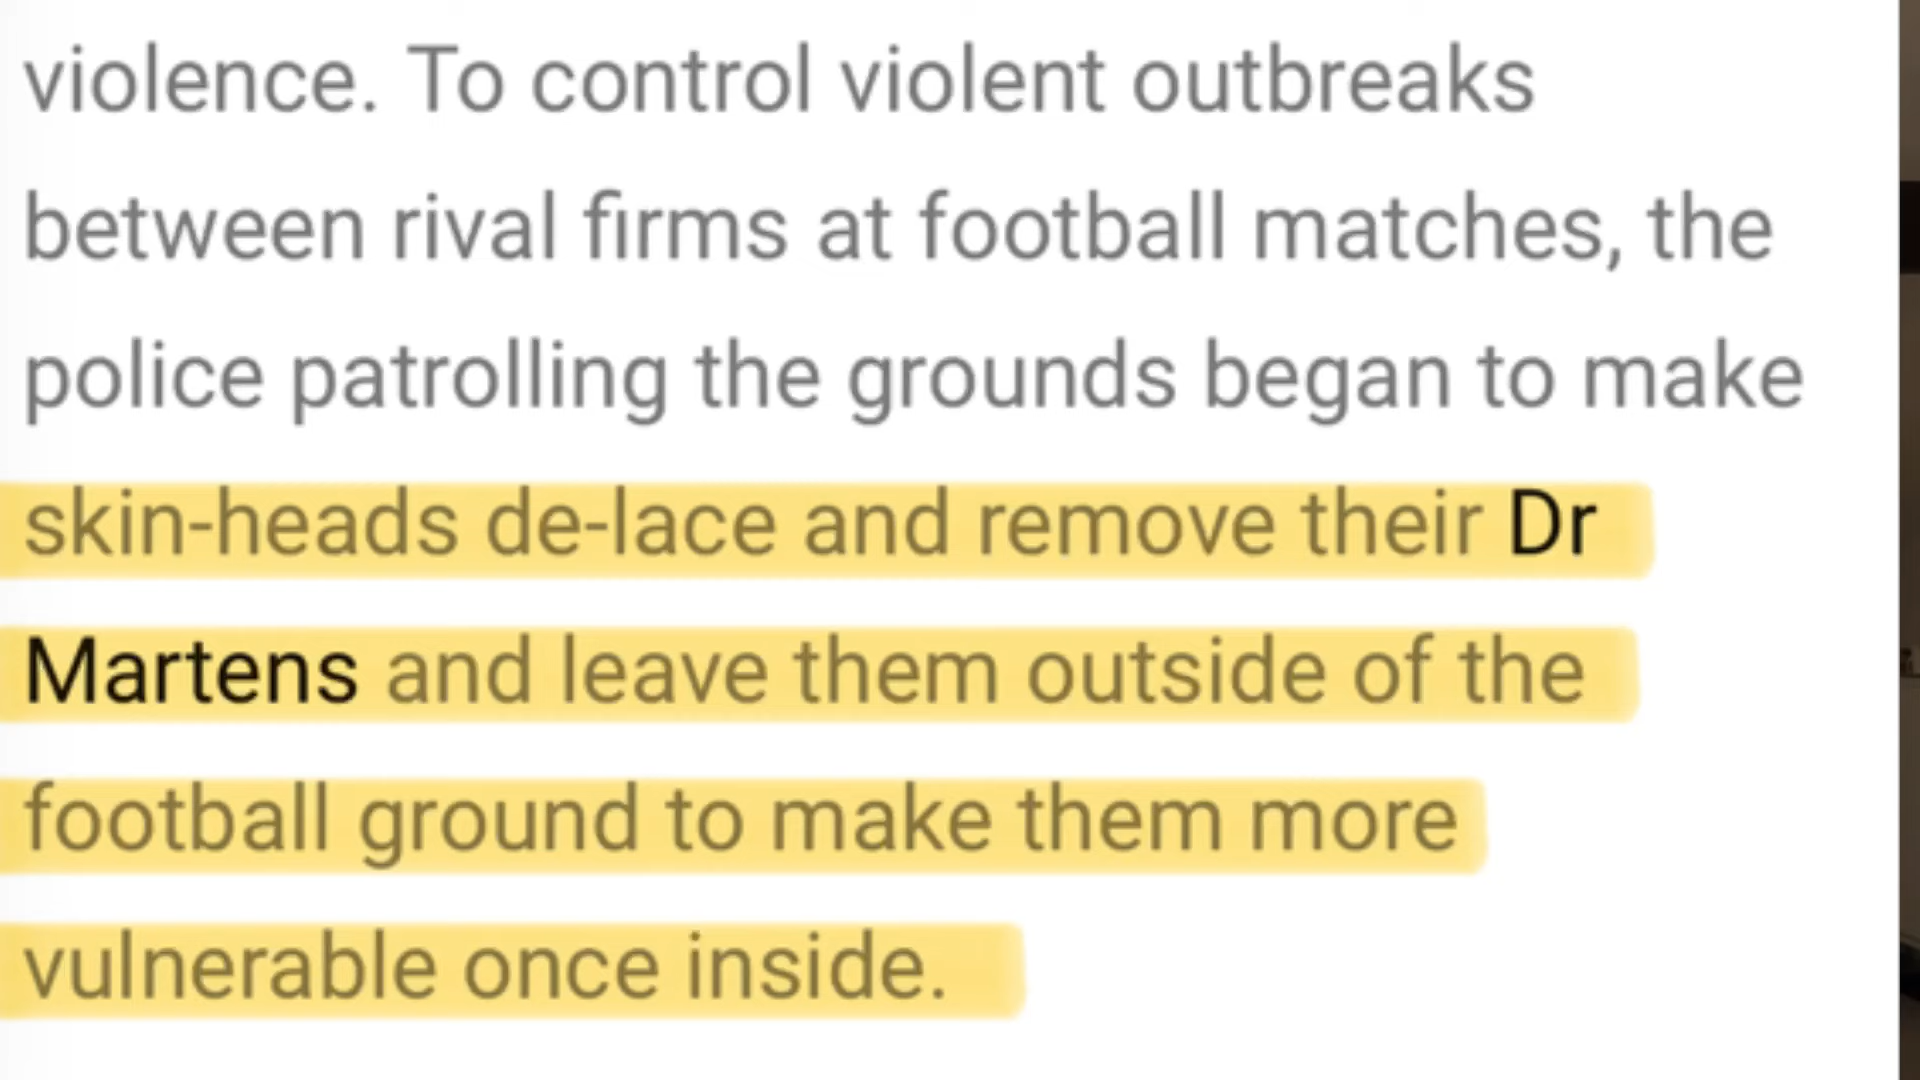 violence. To control violent outbreaks
between rival firms at football matches, the
police patrolling the grounds began to make
skin-heads de-lace and remove their Dr
Martens and leave them outside of the
football ground to make them more
vulnerable once inside.